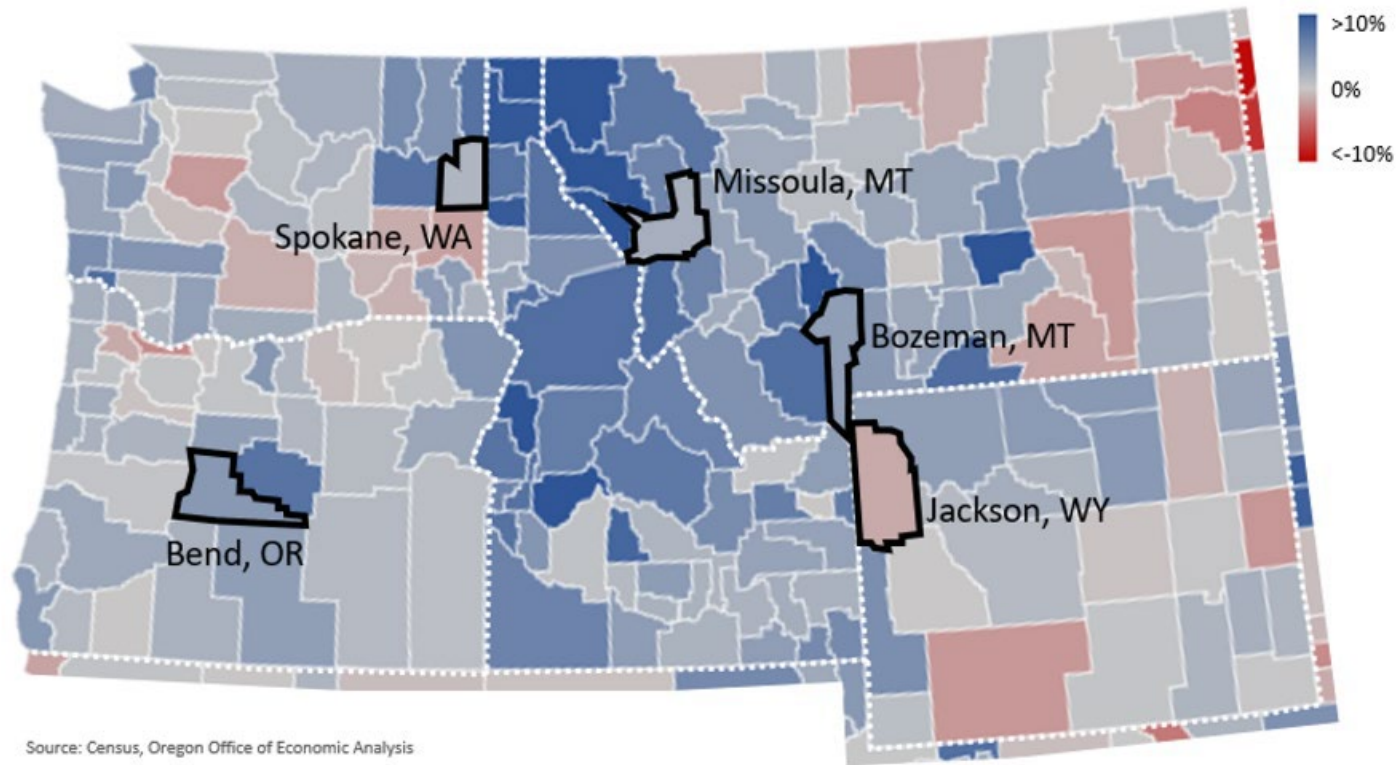 >10%
0%
<-10%
Missoula, MT
Spokane, WA
Bozeman, MT
Jackson, WY
Bend, OR
Source: Census, Oregon Office of Economic Analysis